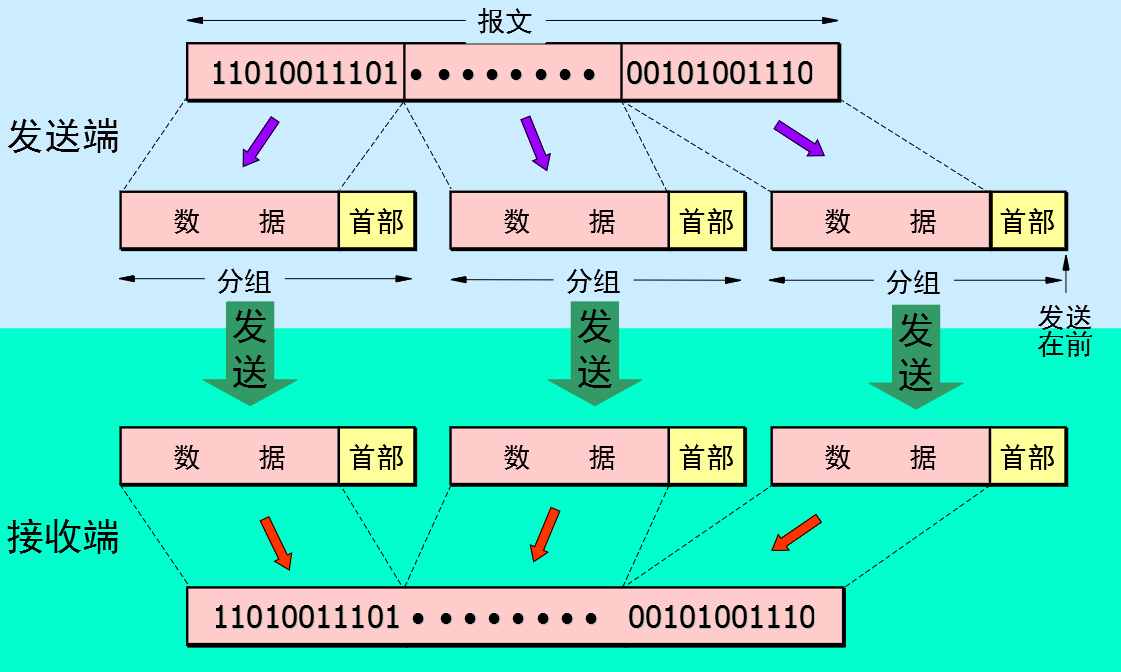 报文
11010011101 • • • • • • • • 00101001110
发送端
数 据 首部 数 据 首部 数 据 首部
分组 分组 分组
发送 发送 发送
发送
在前
数 据 首部 数 据 首部 数 据 首部
接收端
11010011101 • • • • • • • • 00101001110